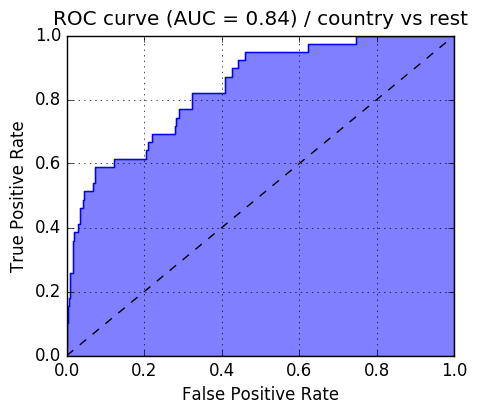 ROC curve (AUC = 0.84) / country vs rest
1.0
0.8
0.6
0.4
0.2
0.0
True Positive Rate
0.0 0.2 0.4 0.6 0.8 1.0
False Positive Rate